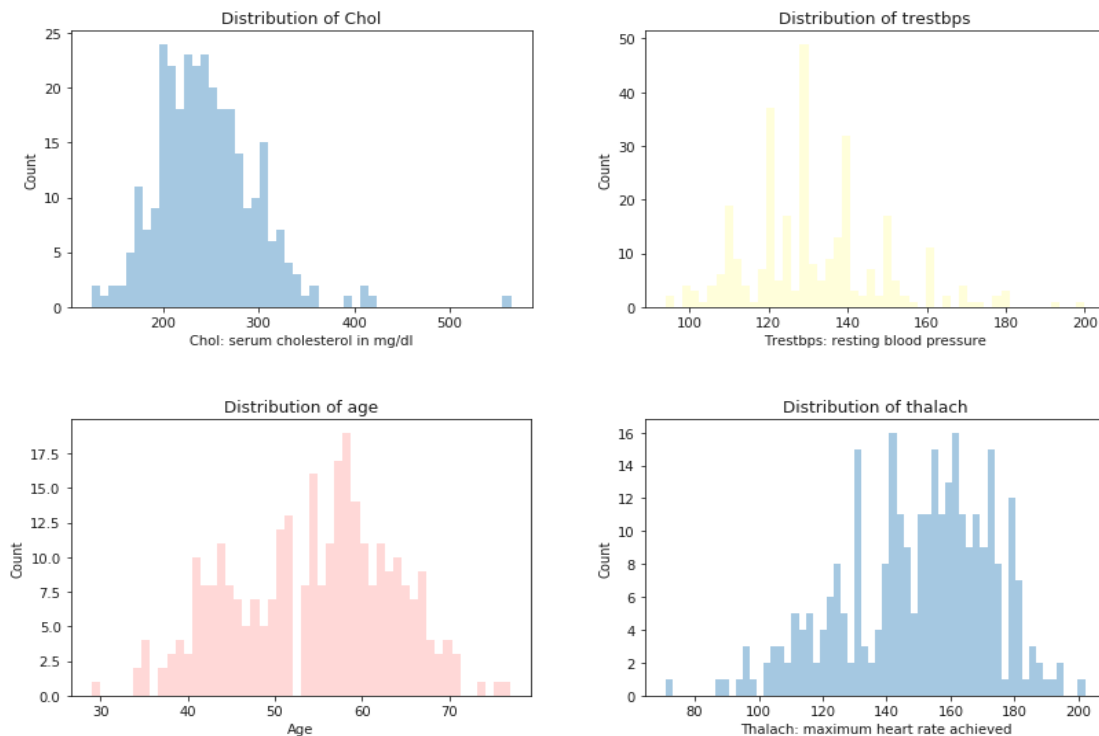 Distribution of Chol
25
20
15
10
5
0
Count
200 300 400 500
Chol: serum cholesterol in mg/dl
Distribution of trestbps
50
40
30
20
10
0
Count
100 120 140 160 180 200
Trestbps: resting blood pressure
Distribution of age
17.5
15.0
12.5
10.0
7.5
5.0
2.5
0.0
Count
30 40 50 60 70
Age
Distribution of thalach
16
14
12
10
8
6
4
2
0
Count
80 100 120 140 160 180 200
Thalach: maximum heart rate achieved